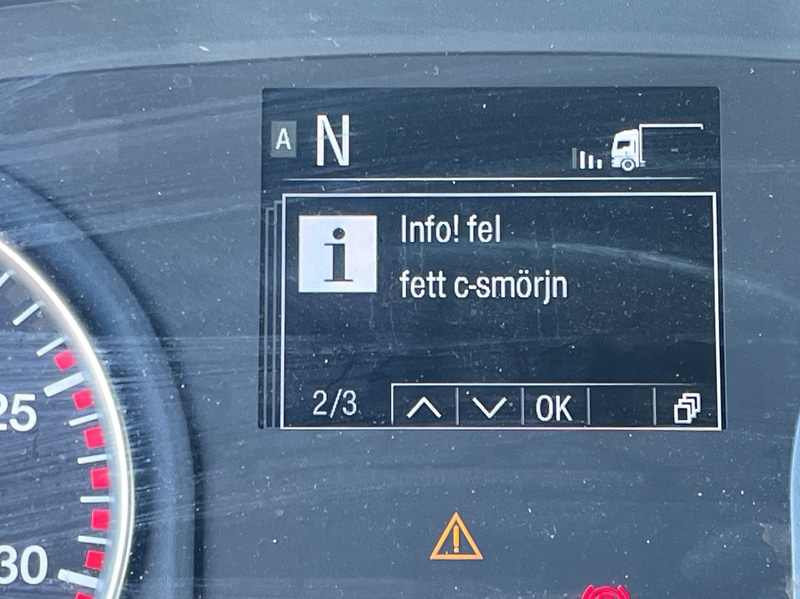 A N
Info! fel
fett c-smörjn
2/3 OK
25
30